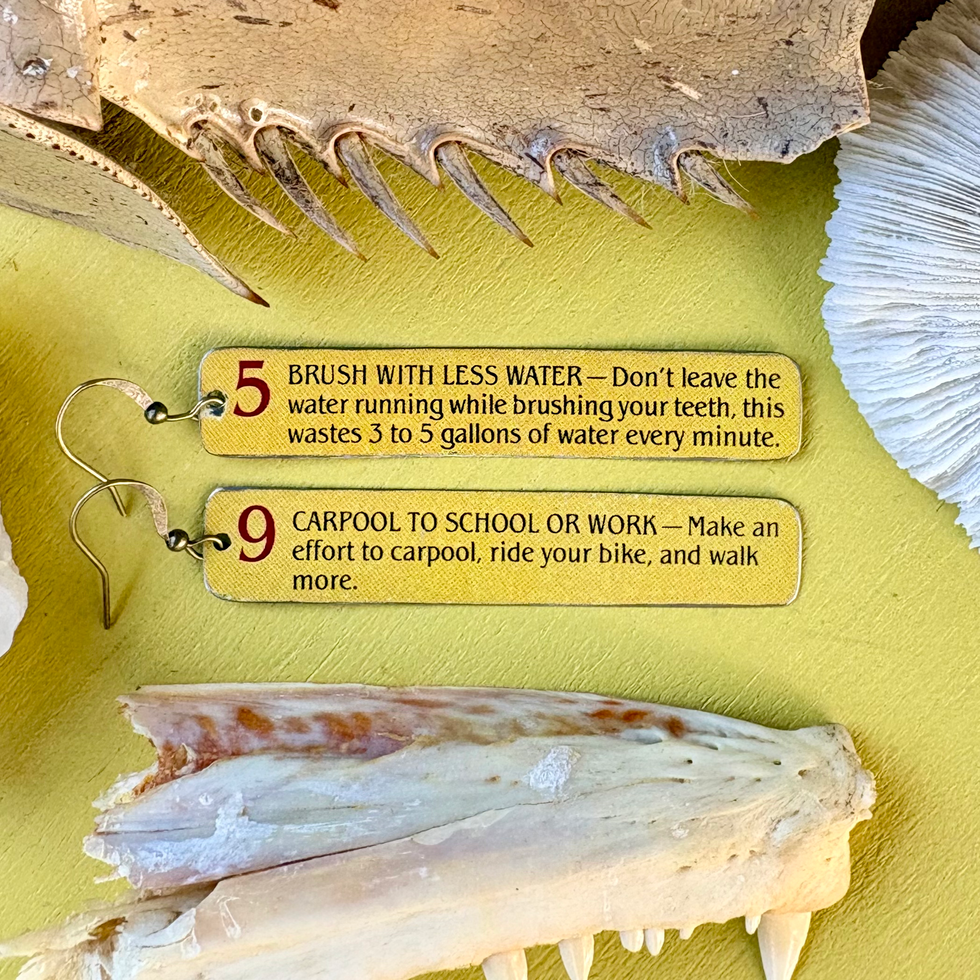 5 BRUSH WITH LESS WATER — Don't leave the
water running while brushing your teeth, this
wastes 3 to 5 gallons of water every minute.
9 CARPOOL TO SCHOOL OR WORK — Make an
effort to carpool, ride your bike, and walk
more.